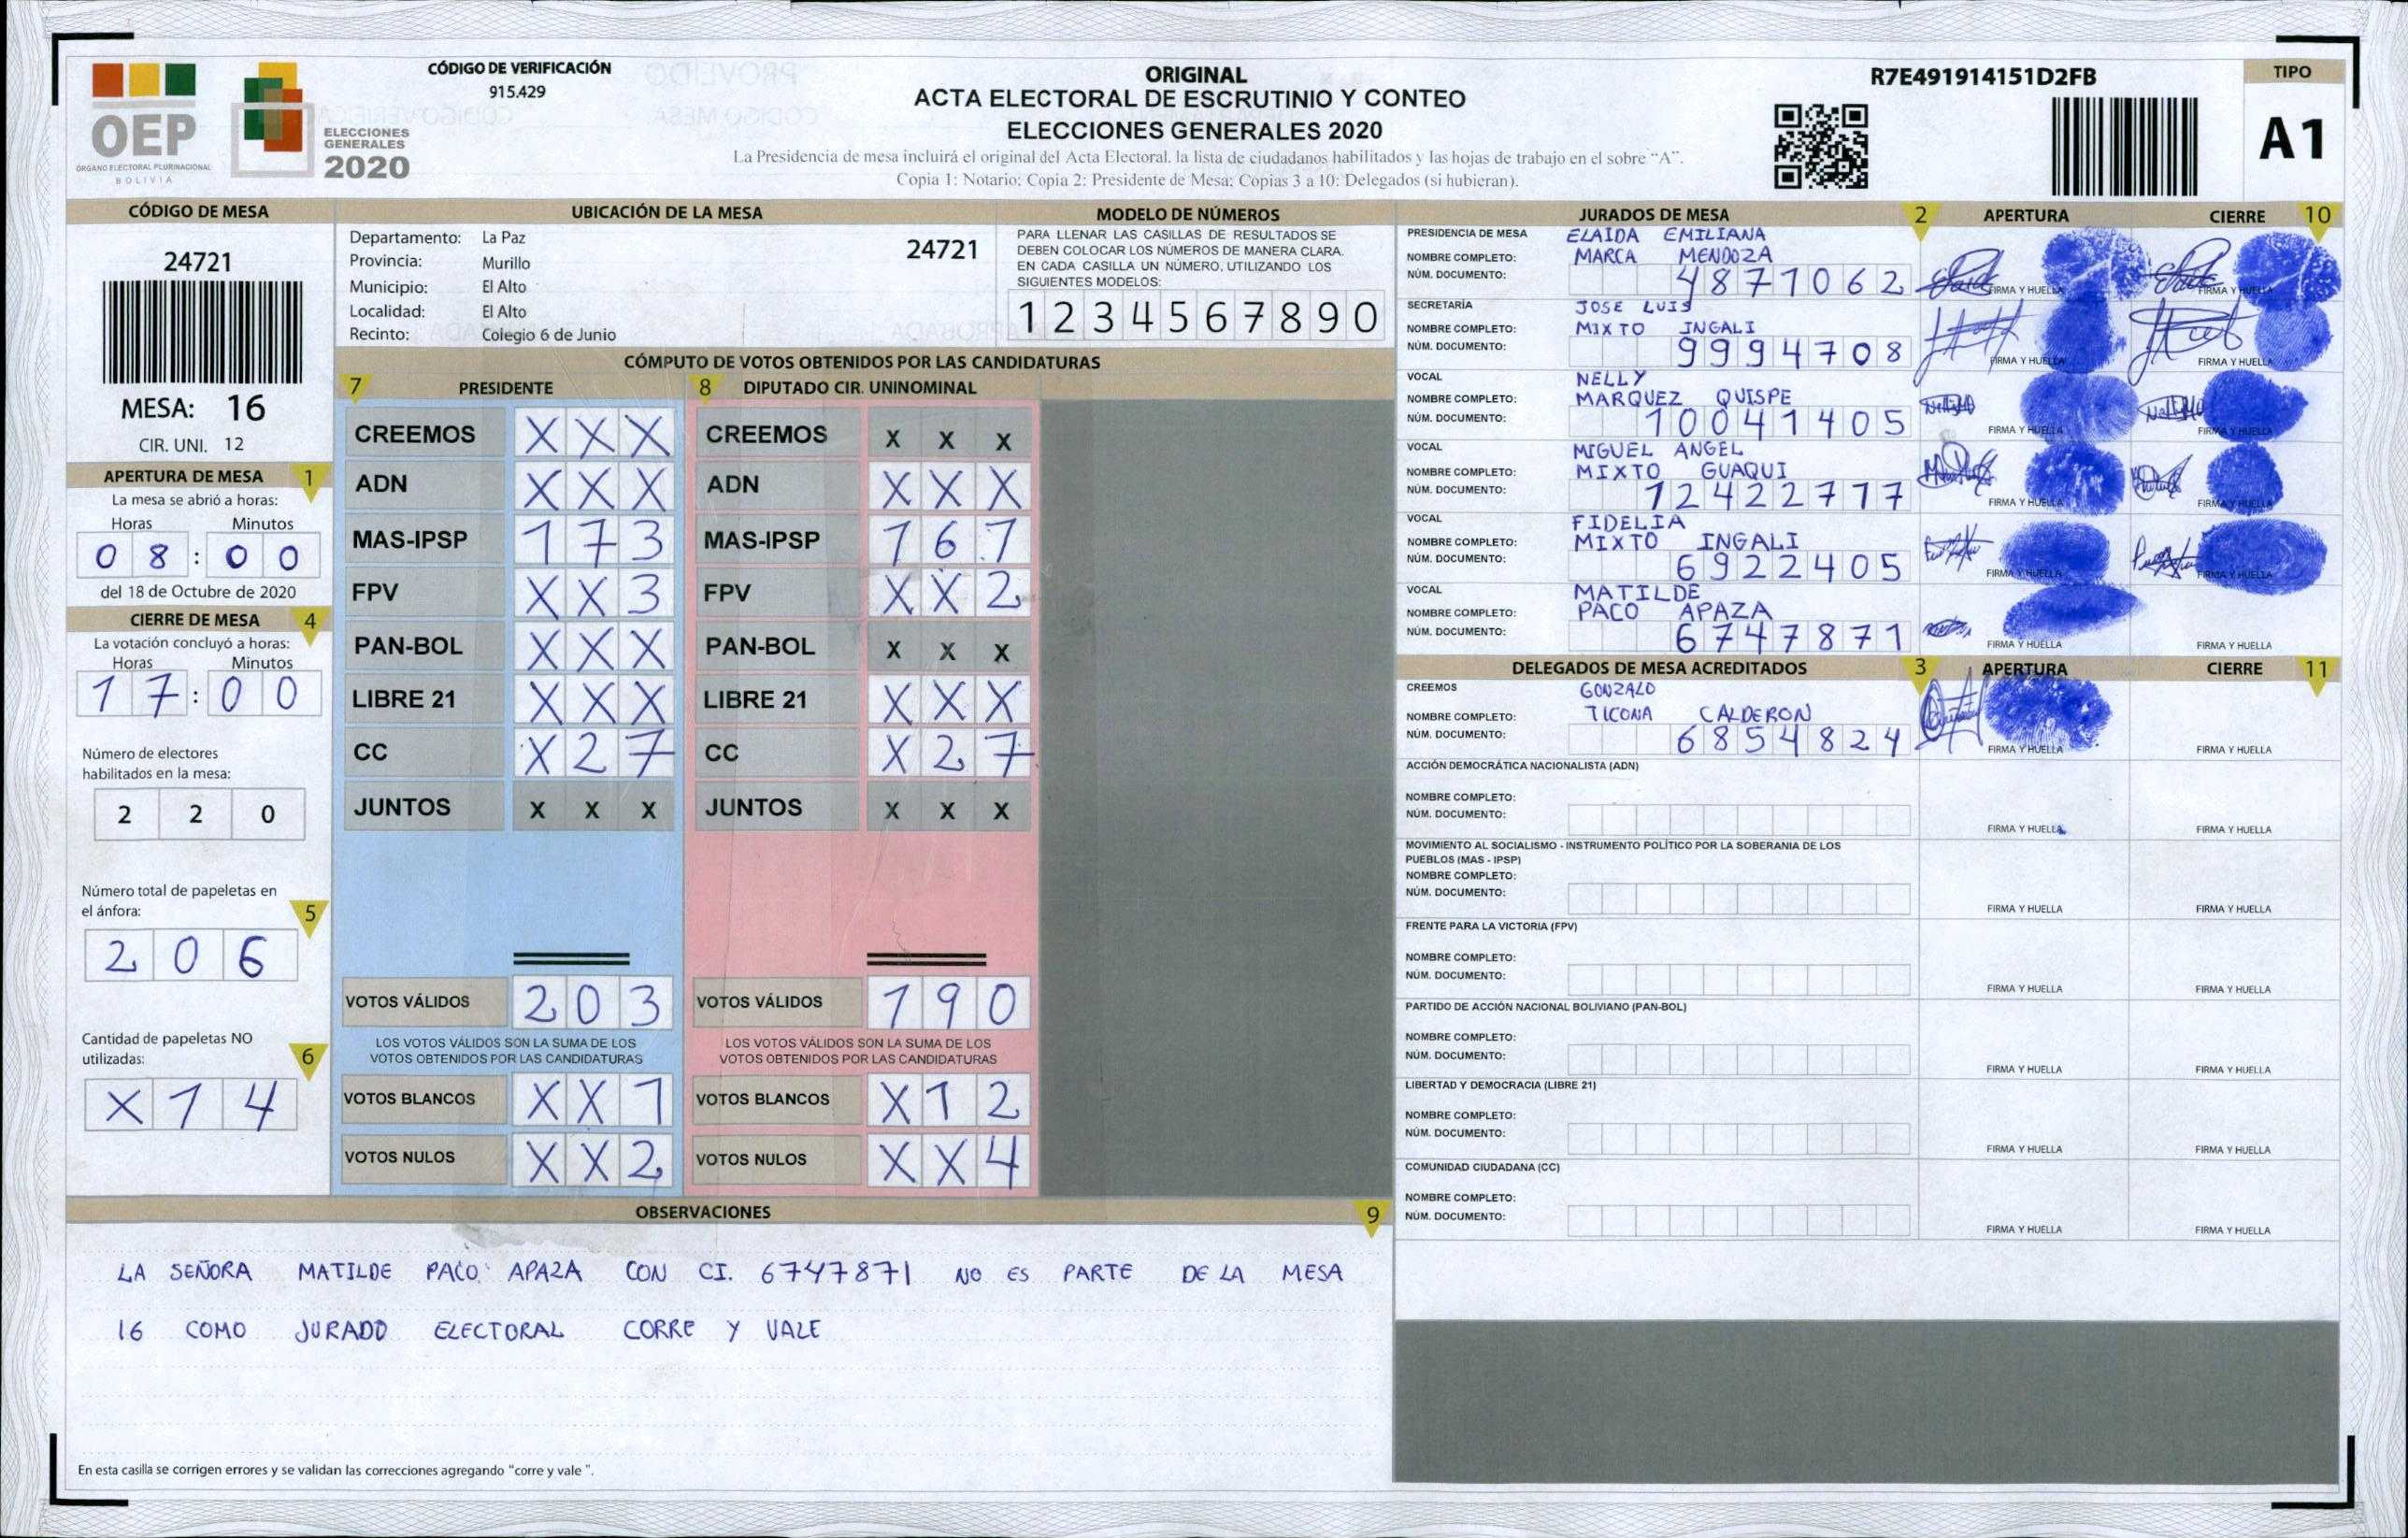 OEP
ÓRGANO ELECTORAL PLURINACIONAL
BOLIVIA
ELECCIONES
GENERALES
2020
CÓDIGO DE VERIFICACIÓN
915.429
ORIGINAL
ACTA ELECTORAL DE ESCRUTINIO Y CONTEO
ELECCIONES GENERALES 2020
La Presidencia de mesa incluirá el original del Acta Electoral, la lista de ciudadanos habilitados y las hojas de trabajo en el sobre "A".
Copia 1: Notario; Copia 2: Presidente de Mesa; Copias 3 a 10: Delegados (si hubieran).
R7E491914151D2FB
TIPO
A1
CÓDIGO DE MESA
24721
MESA: 16
CIR. UNI. 12
APERTURA DE MESA 1
La mesa se abrió a horas:
Horas Minutos
0 8 : 0 0
del 18 de Octubre de 2020
CIERRE DE MESA 4
La votación concluyó a horas:
Horas Minutos
1 7 : 0 0
Número de electores
habilitados en la mesa:
2 2 0
Número total de papeletas en
el ánfora: 5
2 0 6
Cantidad de papeletas NO
utilizadas: 6
X 1 4
UBICACIÓN DE LA MESA
Departamento: La Paz 24721
Provincia: Murillo
Municipio: El Alto
Localidad: El Alto
Recinto: Colegio 6 de Junio
MODELO DE NÚMEROS
PARA LLENAR LAS CASILLAS DE RESULTADOS SE
DEBEN COLOCAR LOS NÚMEROS DE MANERA CLARA.
EN CADA CASILLA UN NÚMERO, UTILIZANDO LOS
SIGUIENTES MODELOS:
1 2 3 4 5 6 7 8 9 0
CÓMPUTO DE VOTOS OBTENIDOS POR LAS CANDIDATURAS
7 PRESIDENTE 8 DIPUTADO CIR. UNINOMINAL
CREEMOS X X X CREEMOS X X X
ADN X X X ADN X X X
MAS-IPSP 1 7 3 MAS-IPSP 1 6 1
FPV X X 3 FPV X X 2
PAN-BOL X X X PAN-BOL X X X
LIBRE 21 X X X LIBRE 21 X X X
CC X 2 7 CC X 2 7
JUNTOS X X X JUNTOS X X X
VOTOS VÁLIDOS 2 0 3 VOTOS VÁLIDOS 1 9 0
LOS VOTOS VÁLIDOS SON LA SUMA DE LOS LOS VOTOS VÁLIDOS SON LA SUMA DE LOS
VOTOS OBTENIDOS POR LAS CANDIDATURAS VOTOS OBTENIDOS POR LAS CANDIDATURAS
VOTOS BLANCOS X X 1 VOTOS BLANCOS X 1 2
VOTOS NULOS X X 2 VOTOS NULOS X X 4
OBSERVACIONES 9
LA SEÑORA MATILDE PACO APAZA CON CI. 6747871 NO ES PARTE DE LA MESA
16 COMO JURADO ELECTORAL CORRE Y VALE
En esta casilla se corrigen errores y se validan las correcciones agregando "corre y vale ".
JURADOS DE MESA 2 APERTURA CIERRE 10
PRESIDENCIA DE MESA ELAIDA EMILIANA
NOMBRE COMPLETO: MARCA MENDOZA
NÚM. DOCUMENTO: 4871062 FIRMA Y HUELLA FIRMA Y HUELLA
SECRETARÍA JOSE LUIS
NOMBRE COMPLETO: MIXTO INGALI
NÚM. DOCUMENTO: 9994708 FIRMA Y HUELLA FIRMA Y HUELLA
VOCAL NELLY
NOMBRE COMPLETO: MARQUEZ QUISPE
NÚM. DOCUMENTO: 10041405 FIRMA Y HUELLA FIRMA Y HUELLA
VOCAL MIGUEL ANGEL
NOMBRE COMPLETO: MIXTO GUAQUI
NÚM. DOCUMENTO: 12422717 FIRMA Y HUELLA FIRMA Y HUELLA
VOCAL FIDELIA
NOMBRE COMPLETO: MIXTO INGALI
NÚM. DOCUMENTO: 6922405 FIRMA Y HUELLA FIRMA Y HUELLA
VOCAL MATILDE
NOMBRE COMPLETO: PACO APAZA
NÚM. DOCUMENTO: 6747871 FIRMA Y HUELLA FIRMA Y HUELLA
DELEGADOS DE MESA ACREDITADOS 3 APERTURA CIERRE 11
CREEMOS GONZALO
NOMBRE COMPLETO: TICONA CALDERON
NÚM. DOCUMENTO: 6854824 FIRMA Y HUELLA FIRMA Y HUELLA
ACCIÓN DEMOCRÁTICA NACIONALISTA (ADN)
NOMBRE COMPLETO:
NÚM. DOCUMENTO: FIRMA Y HUELLA FIRMA Y HUELLA
MOVIMIENTO AL SOCIALISMO - INSTRUMENTO POLÍTICO POR LA SOBERANIA DE LOS
PUEBLOS (MAS - IPSP)
NOMBRE COMPLETO:
NÚM. DOCUMENTO: FIRMA Y HUELLA FIRMA Y HUELLA
FRENTE PARA LA VICTORIA (FPV)
NOMBRE COMPLETO:
NÚM. DOCUMENTO: FIRMA Y HUELLA FIRMA Y HUELLA
PARTIDO DE ACCIÓN NACIONAL BOLIVIANO (PAN-BOL)
NOMBRE COMPLETO:
NÚM. DOCUMENTO: FIRMA Y HUELLA FIRMA Y HUELLA
LIBERTAD Y DEMOCRACIA (LIBRE 21)
NOMBRE COMPLETO:
NÚM. DOCUMENTO: FIRMA Y HUELLA FIRMA Y HUELLA
COMUNIDAD CIUDADANA (CC)
NOMBRE COMPLETO:
NÚM. DOCUMENTO: FIRMA Y HUELLA FIRMA Y HUELLA